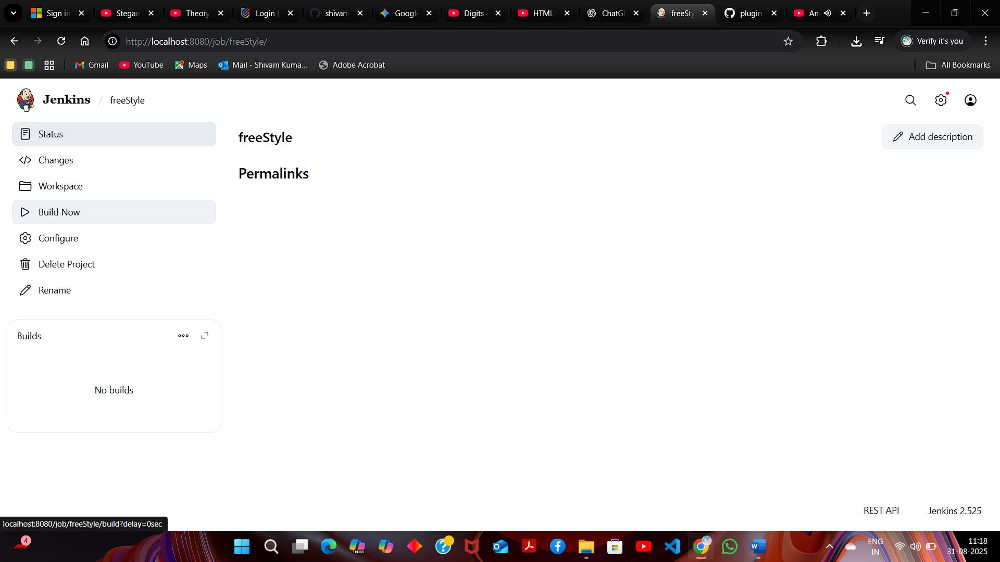 Sign in
Stegan
Theory
Login |
shivam
Google
Digits
HTML
ChatG
freeSty
plugin
An
http://localhost:8080/job/freeStyle/
Verify it's you
Gmail
YouTube
Maps
Mail - Shivam Kuma...
Adobe Acrobat
All Bookmarks
Jenkins / freeStyle
Status
Changes
Workspace
Build Now
Configure
Delete Project
Rename
freeStyle
Add description
Permalinks
Builds
No builds
REST API
Jenkins 2.525
localhost:8080/job/freeStyle/build?delay=0sec
4
M365
ENG
IN
11:18
31-08-2025